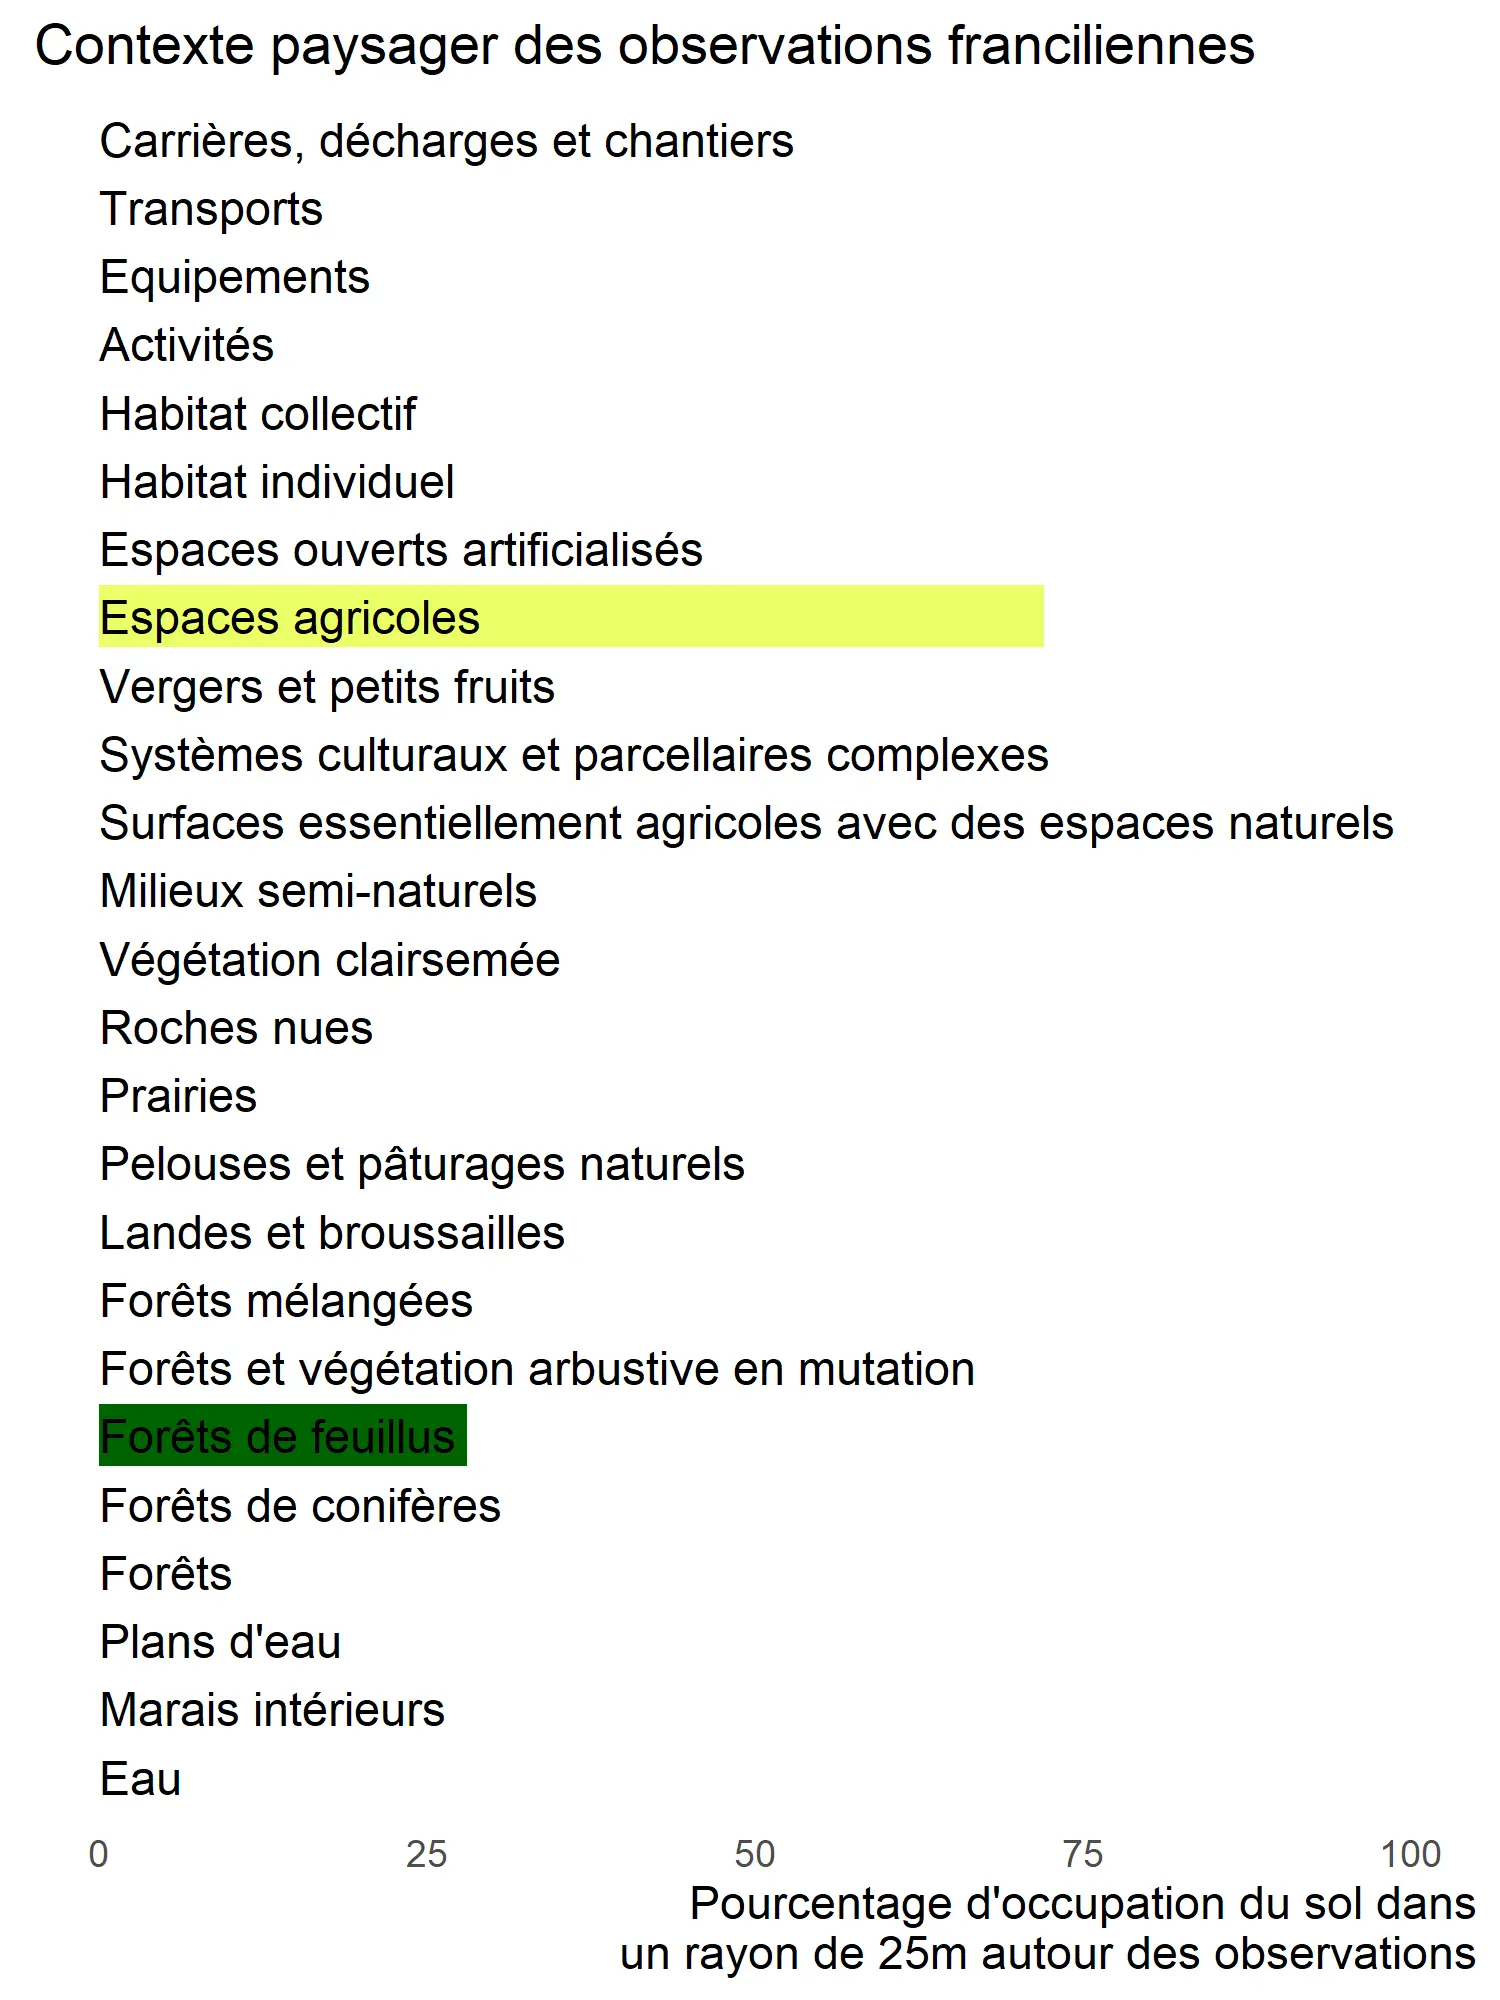 Contexte paysager des observations franciliennes
Carrières, décharges et chantiers
Transports
Equipements
Activités
Habitat collectif
Habitat individuel
Espaces ouverts artificialisés
Espaces agricoles
Vergers et petits fruits
Systèmes culturaux et parcellaires complexes
Surfaces essentiellement agricoles avec des espaces naturels
Milieux semi-naturels
Végétation clairsemée
Roches nues
Prairies
Pelouses et pâturages naturels
Landes et broussailles
Forêts mélangées
Forêts et végétation arbustive en mutation
Forêts de feuillus
Forêts de conifères
Forêts
Plans d'eau
Marais intérieurs
Eau
0 25 50 75 100
Pourcentage d'occupation du sol dans
un rayon de 25m autour des observations